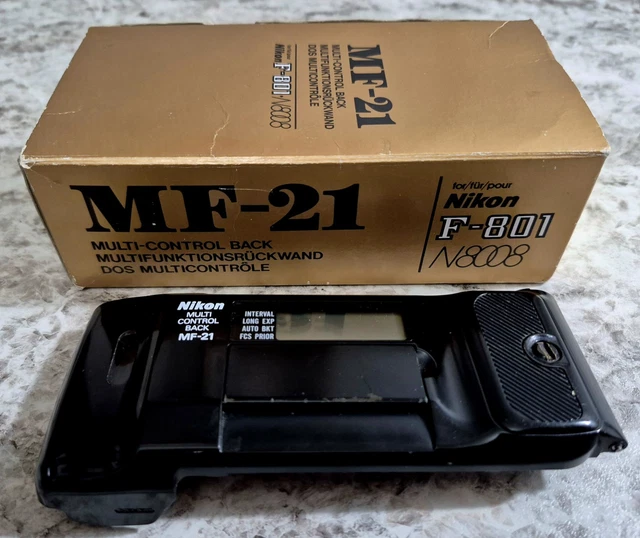 MF-21
MULTI-CONTROL BACK
MULTIFUNKTIONSRÜCKWAND
DOS MULTICONTRÔLE
Nikon F-801/N8008
MF-21
MULTI-CONTROL BACK
MULTIFUNKTIONSRÜCKWAND
DOS MULTICONTRÔLE
for/für/pour
Nikon
F-801
N8008
Nikon
MULTI
CONTROL
BACK
MF-21
INTERVAL
LONG EXP
AUTO BKT
FCS PRIOR